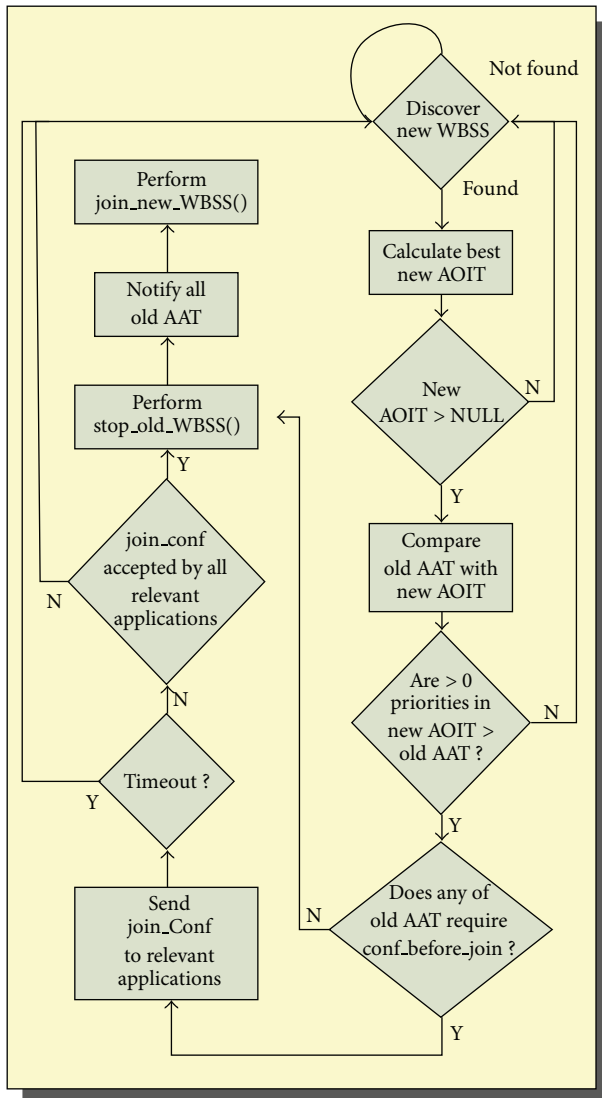 Not found
Discover
new WBSS
Found
Calculate best
new AOIT
New
AOIT > NULL
N
Y
Compare
old AAT with
new AOIT
Are > 0
priorities in
new AOIT >
old AAT ?
N
Y
Does any of
old AAT require
conf_before_join ?
N
Y
Send
join_Conf
to relevant
applications
Timeout ?
Y
N
join_conf
accepted by all
relevant
applications
N
Y
Perform
stop_old_WBSS()
Notify all
old AAT
Perform
join_new_WBSS()